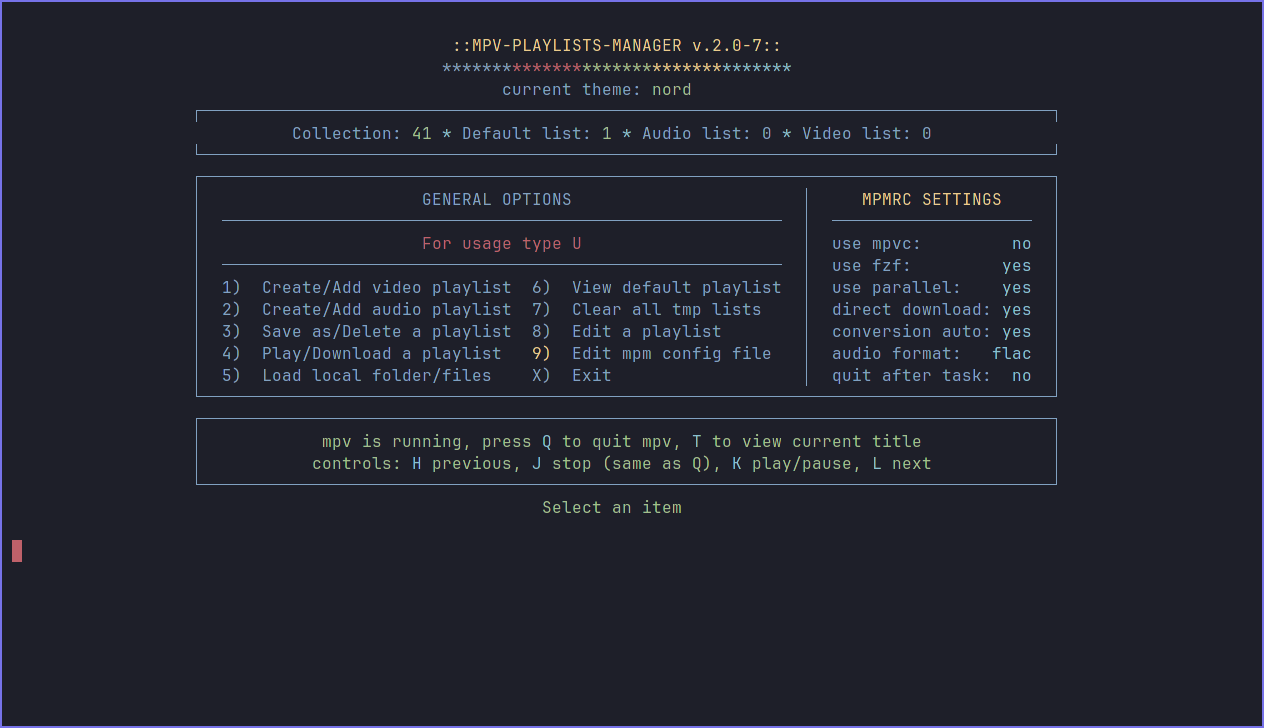 ::MPV-PLAYLISTS-MANAGER v.2.0-7::
***********************************
current theme: nord
Collection: 41 * Default list: 1 * Audio list: 0 * Video list: 0
GENERAL OPTIONS
For usage type U
1) Create/Add video playlist 6) View default playlist
2) Create/Add audio playlist 7) Clear all tmp lists
3) Save as/Delete a playlist 8) Edit a playlist
4) Play/Download a playlist 9) Edit mpm config file
5) Load local folder/files X) Exit
MPMRC SETTINGS
use mpvc: no
use fzf: yes
use parallel: yes
direct download: yes
conversion auto: yes
audio format: flac
quit after task: no
mpv is running, press Q to quit mpv, T to view current title
controls: H previous, J stop (same as Q), K play/pause, L next
Select an item